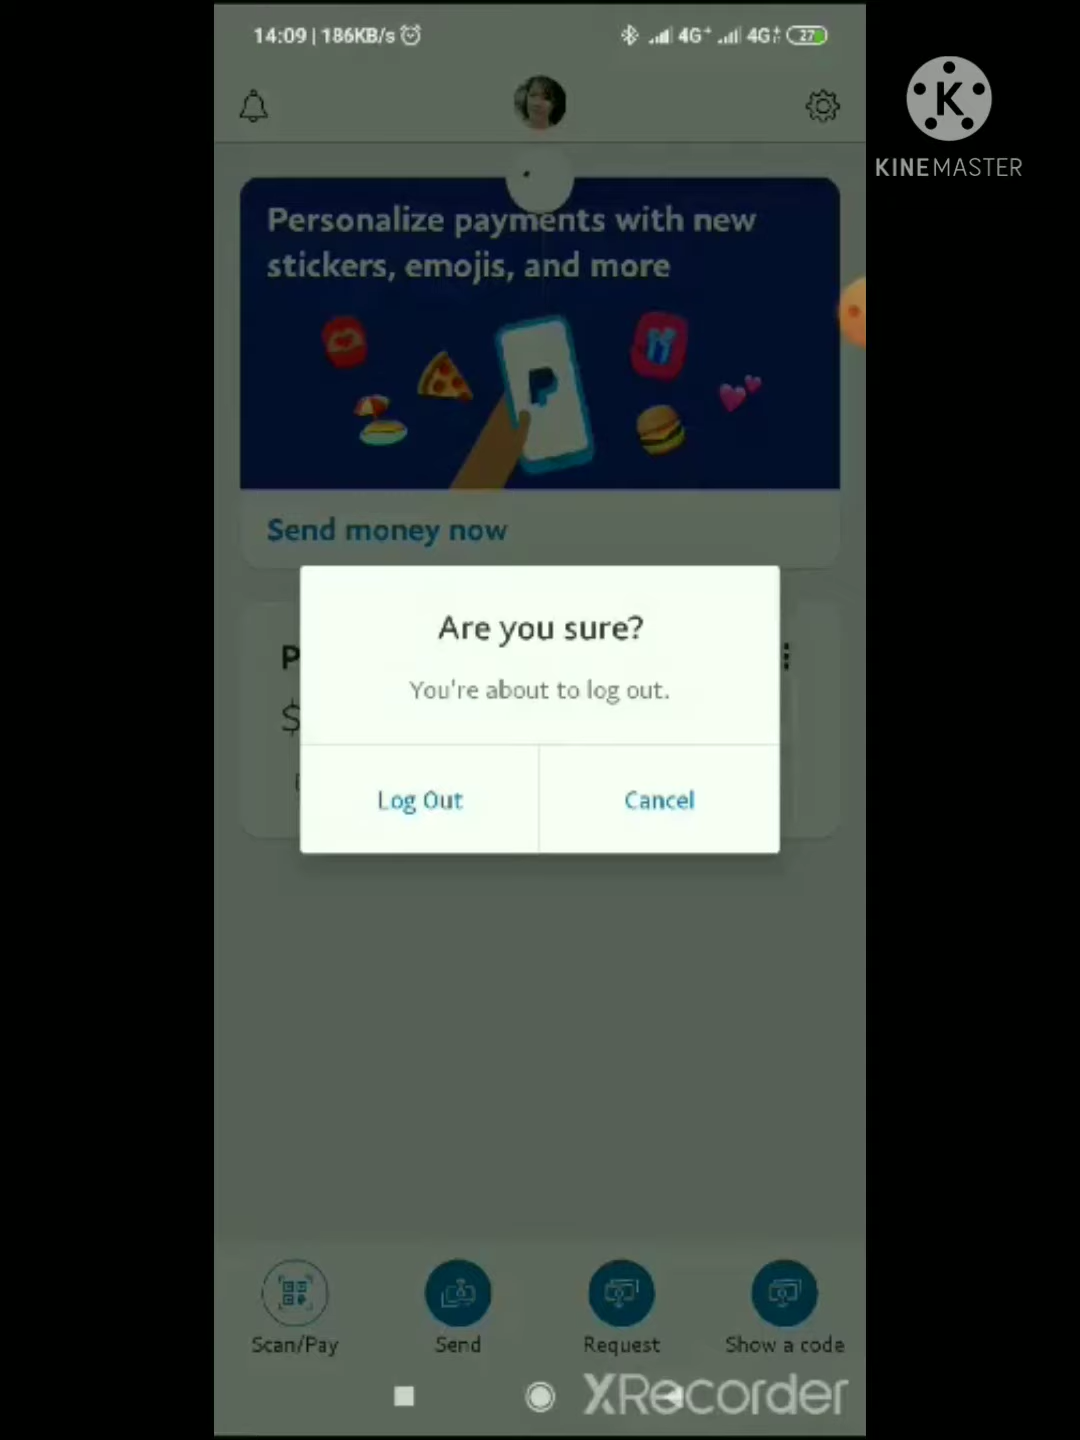 14:09 | 186KB/s
4G+ 4G 27
K
KINEMASTER
Personalize payments with new
stickers, emojis, and more
Send money now
P
$
Are you sure?
You're about to log out.
Log Out Cancel
Scan/Pay Send Request Show a code
XRecorder